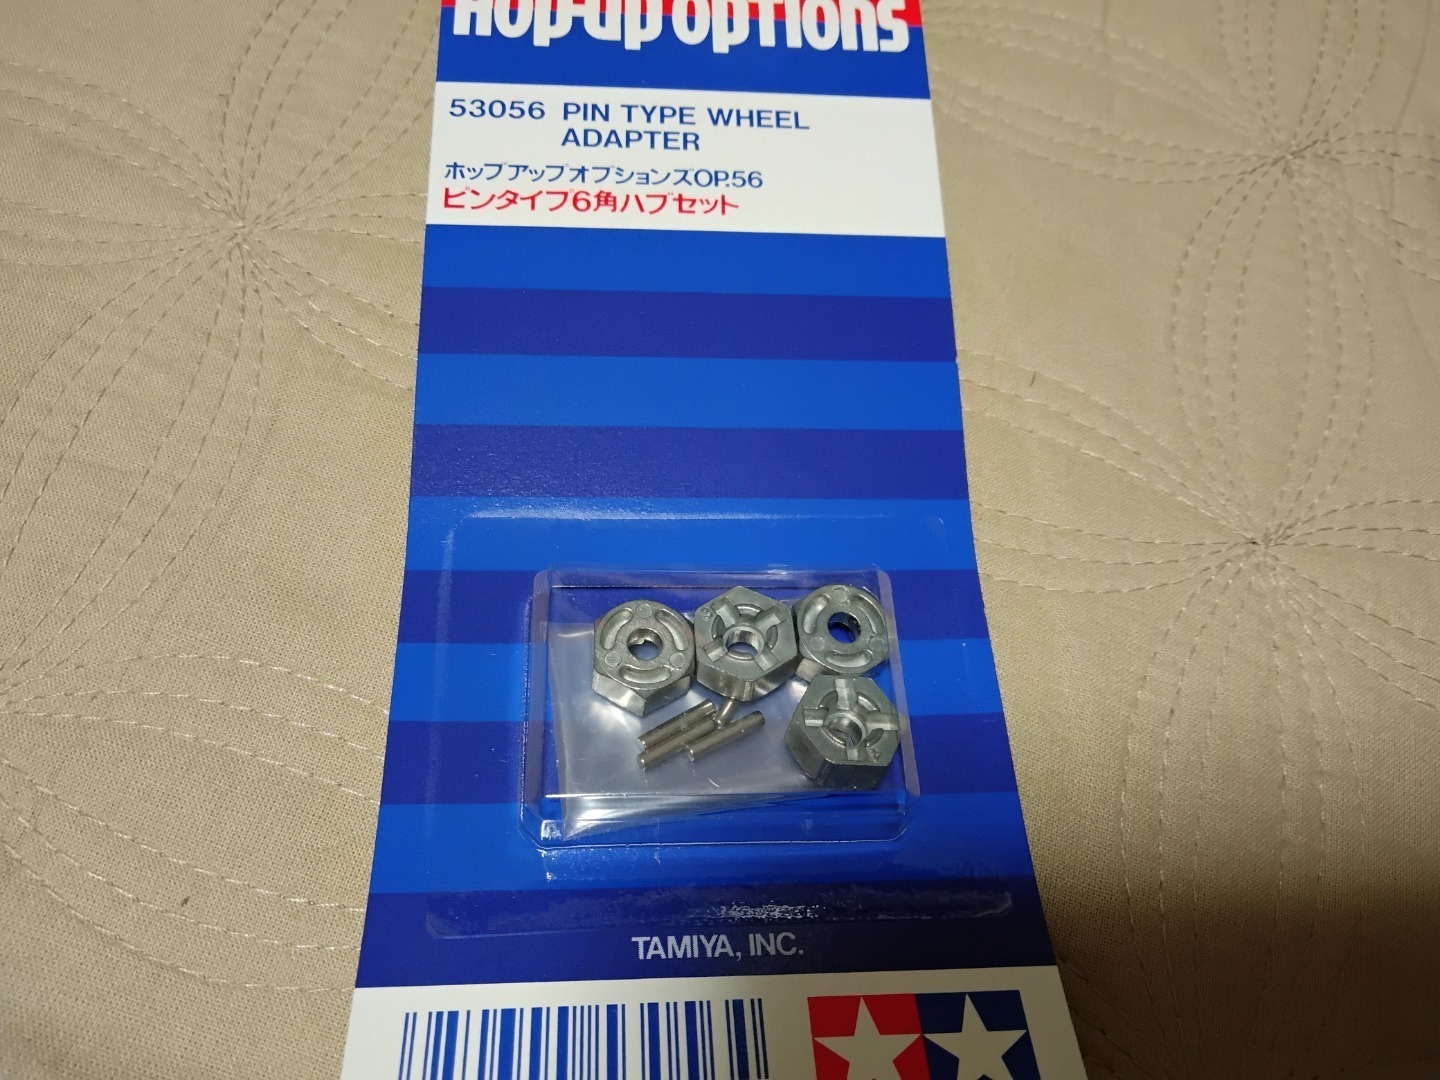 Hop-up options
53056 PIN TYPE WHEEL
ADAPTER
ホップアップオプションズOP.56
ピンタイプ6角ハブセット
TAMIYA, INC.